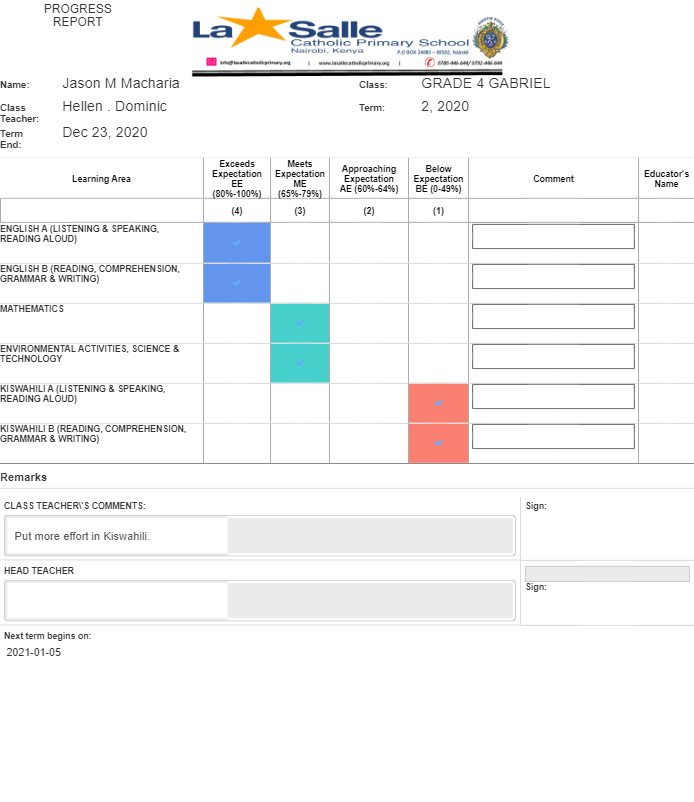 PROGRESS
REPORT
La Salle
Catholic Primary School
Nairobi, Kenya
P.O BOX 24083 – 00502, Nairobi
info@lasallecatholicprimary.org | www.lasallecatholicprimary.org | 0780-446-644/ 0792-446-644
Name: Jason M Macharia Class: GRADE 4 GABRIEL
Class Teacher: Hellen . Dominic Term: 2, 2020
Term End: Dec 23, 2020
Learning Area
Exceeds Expectation EE (80%-100%)
Meets Expectation ME (65%-79%)
Approaching Expectation AE (60%-64%)
Below Expectation BE (0-49%)
Comment
Educator's Name
(4) (3) (2) (1)
ENGLISH A (LISTENING & SPEAKING,
READING ALOUD)
ENGLISH B (READING, COMPREHENSION,
GRAMMAR & WRITING)
MATHEMATICS
ENVIRONMENTAL ACTIVITIES, SCIENCE &
TECHNOLOGY
KISWAHILI A (LISTENING & SPEAKING,
READING ALOUD)
KISWAHILI B (READING, COMPREHENSION,
GRAMMAR & WRITING)
Remarks
CLASS TEACHER\'S COMMENTS: Sign:
Put more effort in Kiswahili.
HEAD TEACHER
Sign:
Next term begins on:
2021-01-05